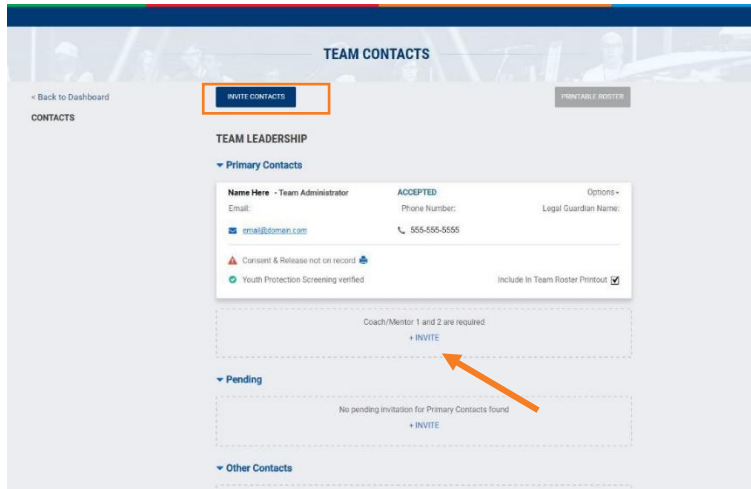 TEAM CONTACTS
< Back to Dashboard
INVITE CONTACTS
PRINTABLE ROSTER
CONTACTS
TEAM LEADERSHIP
Primary Contacts
Name Here - Team Administrator ACCEPTED Options
Email: Phone Number: Legal Guardian Name:
email@domain.com 555-555-5555
Consent & Release not on record
Youth Protection Screening verified Include In Team Roster Printout
Coach/Mentor 1 and 2 are required
+ INVITE
Pending
No pending invitation for Primary Contacts found
+ INVITE
Other Contacts